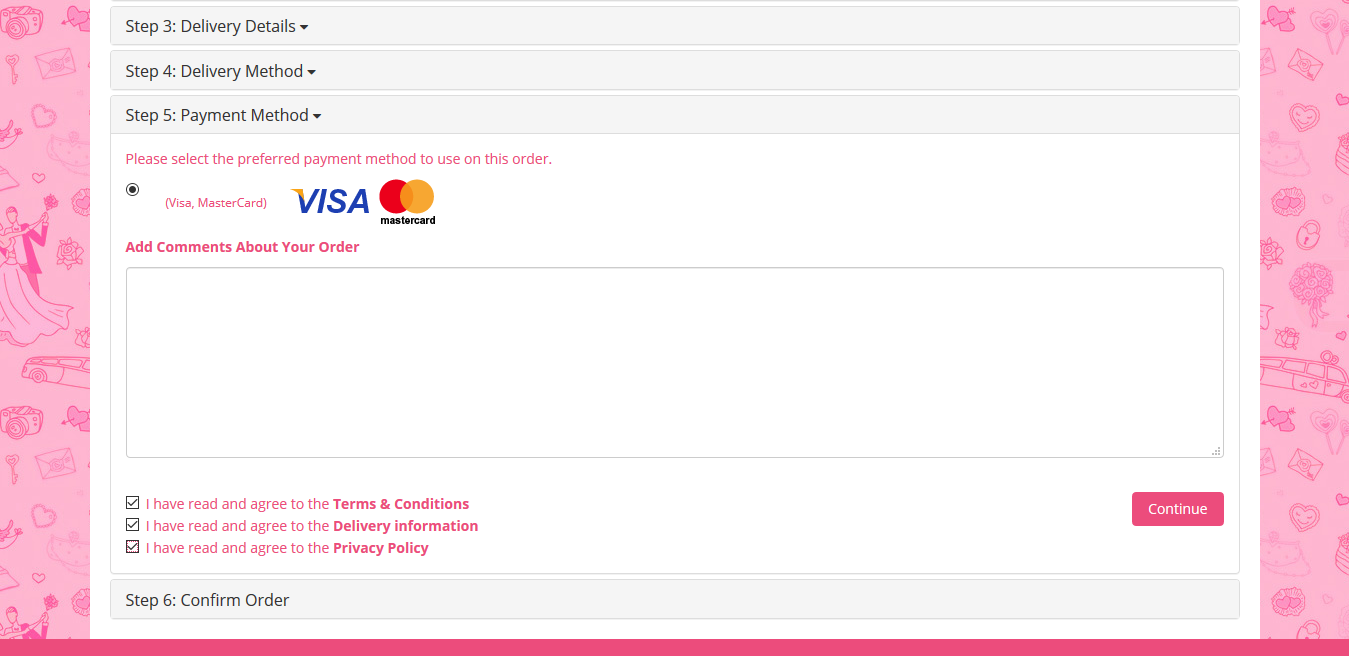 Step 3: Delivery Details
Step 4: Delivery Method
Step 5: Payment Method
Please select the preferred payment method to use on this order.
(Visa, MasterCard) VISA mastercard
Add Comments About Your Order
I have read and agree to the Terms & Conditions
I have read and agree to the Delivery information
I have read and agree to the Privacy Policy
Continue
Step 6: Confirm Order